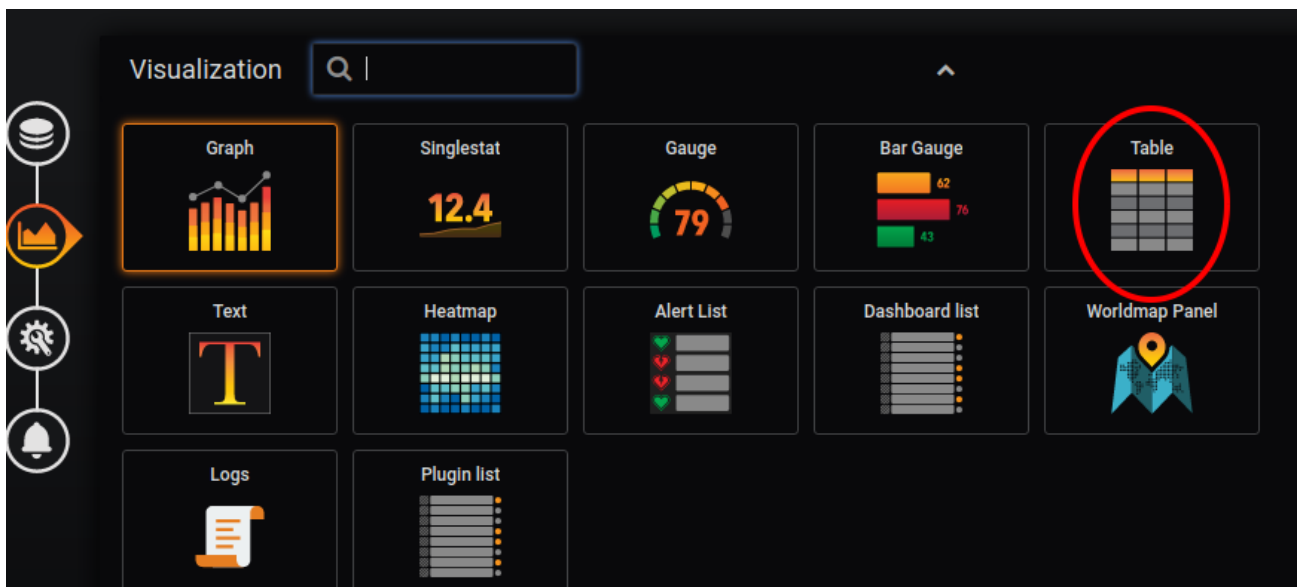 Visualization
Graph
Singlestat
Gauge
Bar Gauge
Table
12.4
79
62
76
43
Text
Heatmap
Alert List
Dashboard list
Worldmap Panel
T
Logs
Plugin list